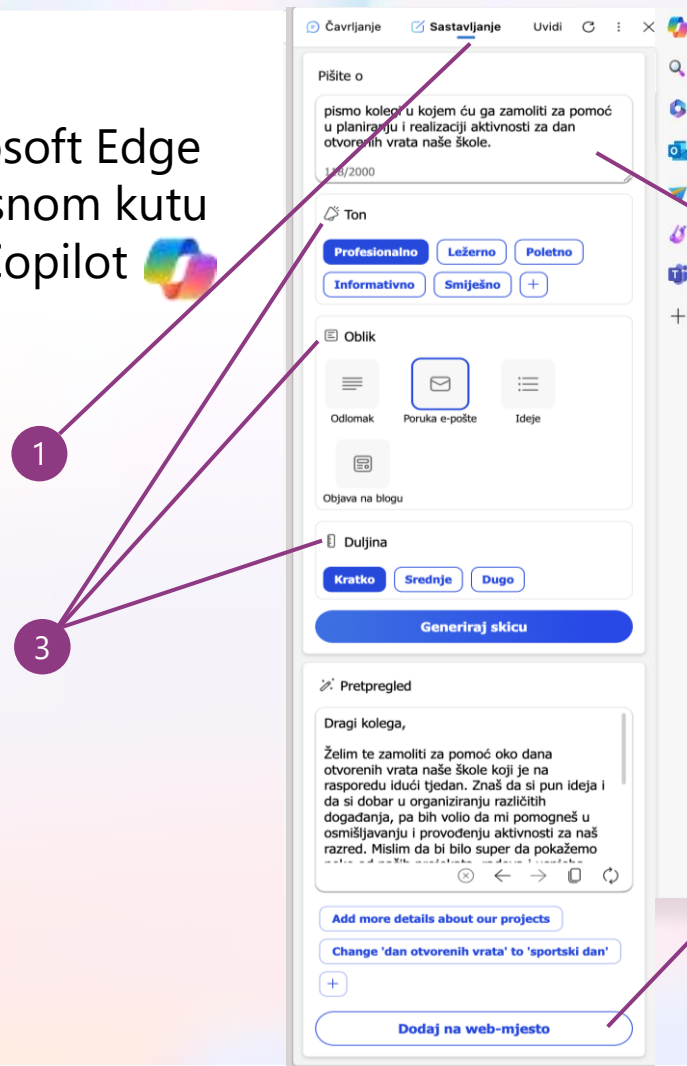 osoft Edge
snom kutu
Copilot
1
3
Čavrljanje Sastavljanje Uvidi
Pišite o
pismo kolegi u kojem ću ga zamoliti za pomoć
u planiranju i realizaciji aktivnosti za dan
otvorenih vrata naše škole.
118/2000
Ton
Profesionalno Ležerno Poletno
Informativno Smiješno +
Oblik
Odlomak Poruka e-pošte Ideje
Objava na blogu
Duljina
Kratko Srednje Dugo
Generiraj skicu
Pretpregled
Dragi kolega,
Želim te zamoliti za pomoć oko dana
otvorenih vrata naše škole koji je na
rasporedu idući tjedan. Znaš da si pun ideja i
da si dobar u organiziranju različitih
događanja, pa bih volio da mi pomogneš u
osmišljavanju i provođenju aktivnosti za naš
razred. Mislim da bi bilo super da pokažemo
Add more details about our projects
Change 'dan otvorenih vrata' to 'sportski dan'
+
Dodaj na web-mjesto